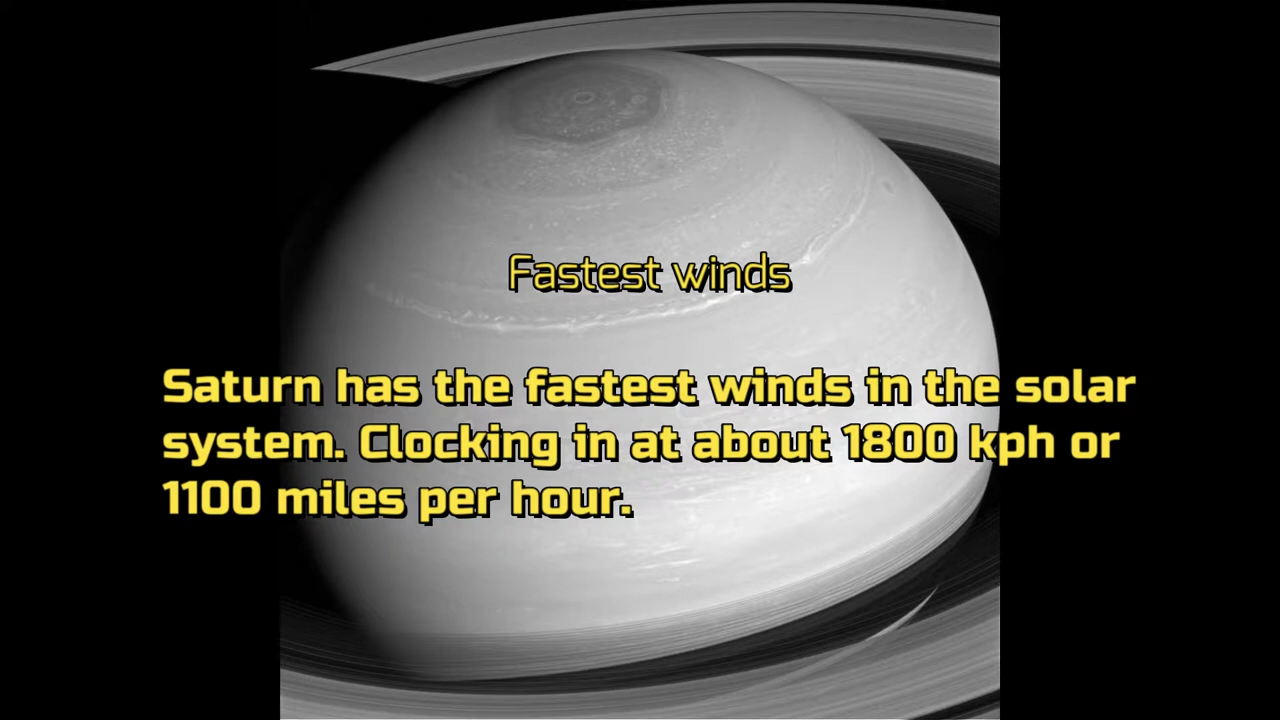 Fastest winds
Saturn has the fastest winds in the solar
system. Clocking in at about 1800 kph or
1100 miles per hour.